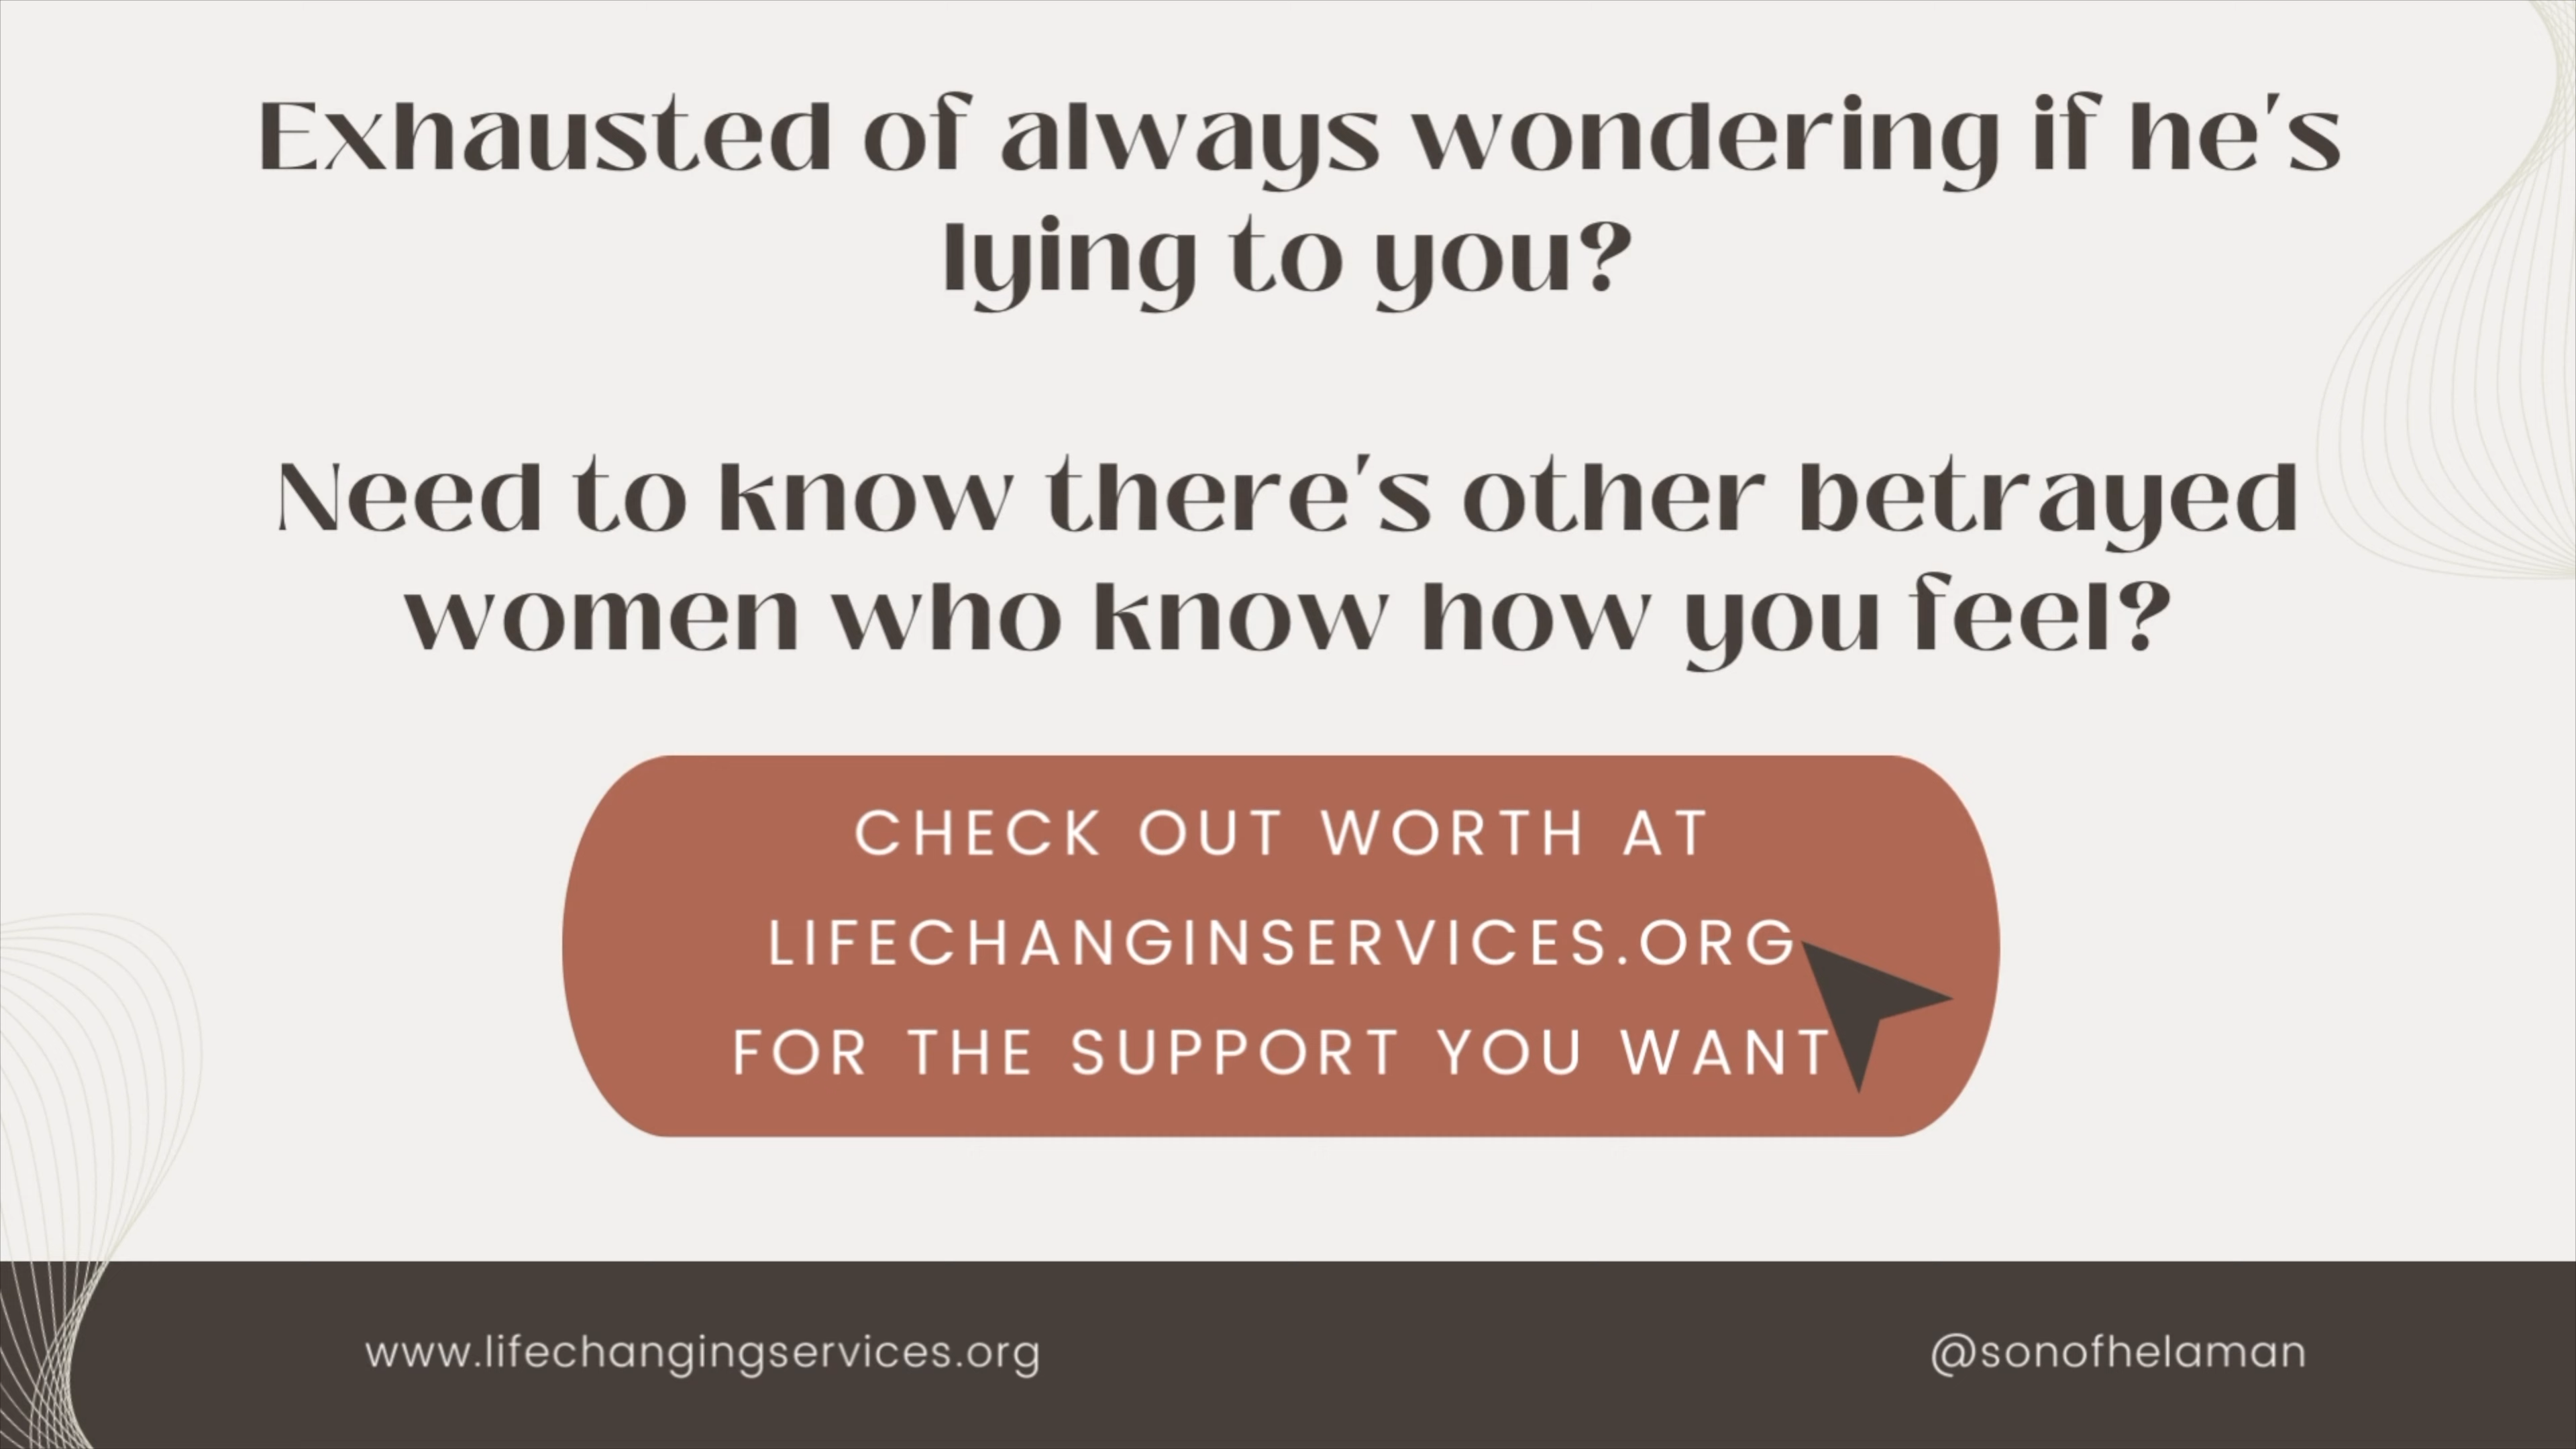 Exhausted of always wondering if he's
lying to you?
Need to know there's other betrayed
women who know how you feel?
CHECK OUT WORTH AT
LIFECHANGINSERVICES.ORG
FOR THE SUPPORT YOU WANT
www.lifechangingservices.org
@sonofhelaman